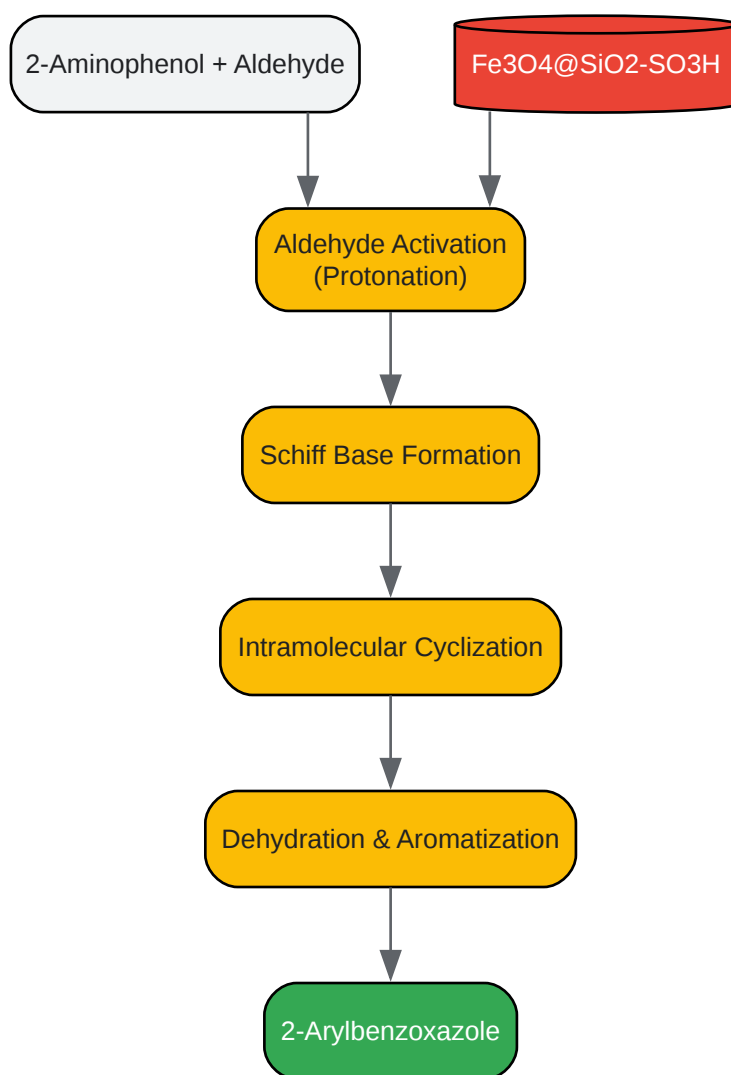 2-Aminophenol + Aldehyde
Fe3O4@SiO2-SO3H
Aldehyde Activation
(Protonation)
Schiff Base Formation
Intramolecular Cyclization
Dehydration & Aromatization
2-Arylbenzoxazole